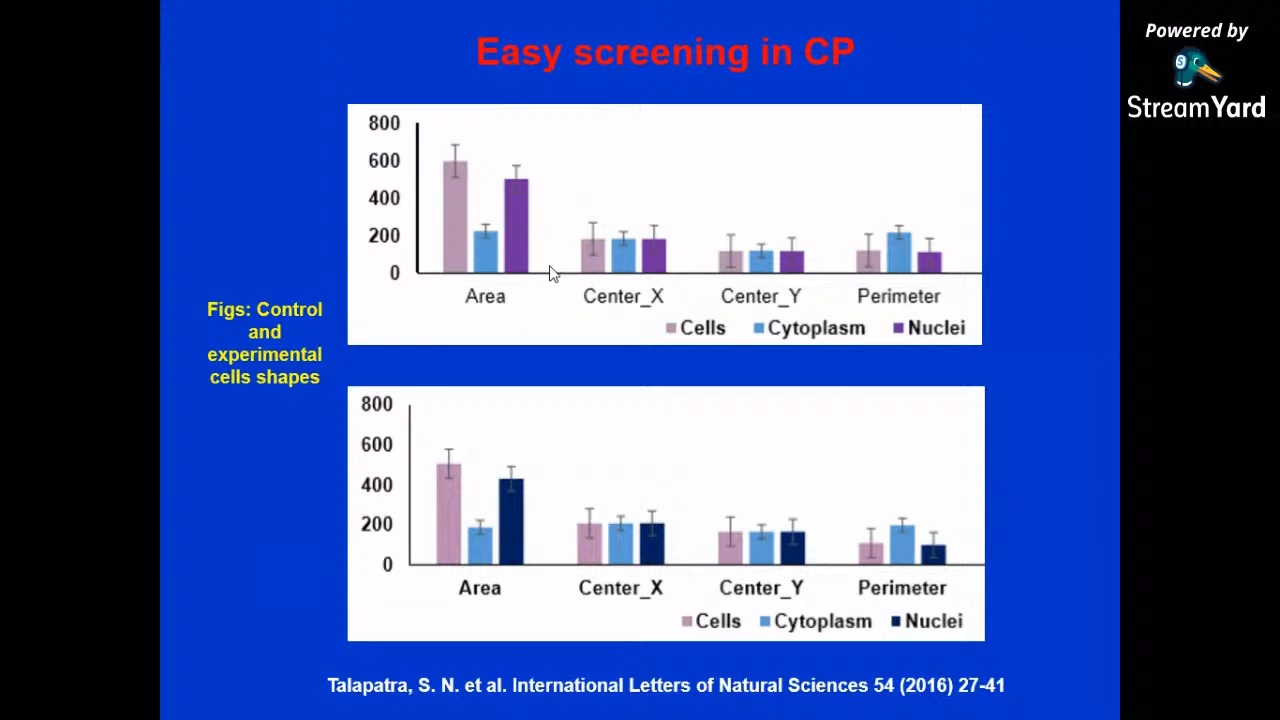 Easy screening in CP
Powered by
StreamYard
800
600
400
200
0
Area Center_X Center_Y Perimeter
Cells Cytoplasm Nuclei
Figs: Control
and
experimental
cells shapes
800
600
400
200
0
Area Center_X Center_Y Perimeter
Cells Cytoplasm Nuclei
Talapatra, S. N. et al. International Letters of Natural Sciences 54 (2016) 27-41